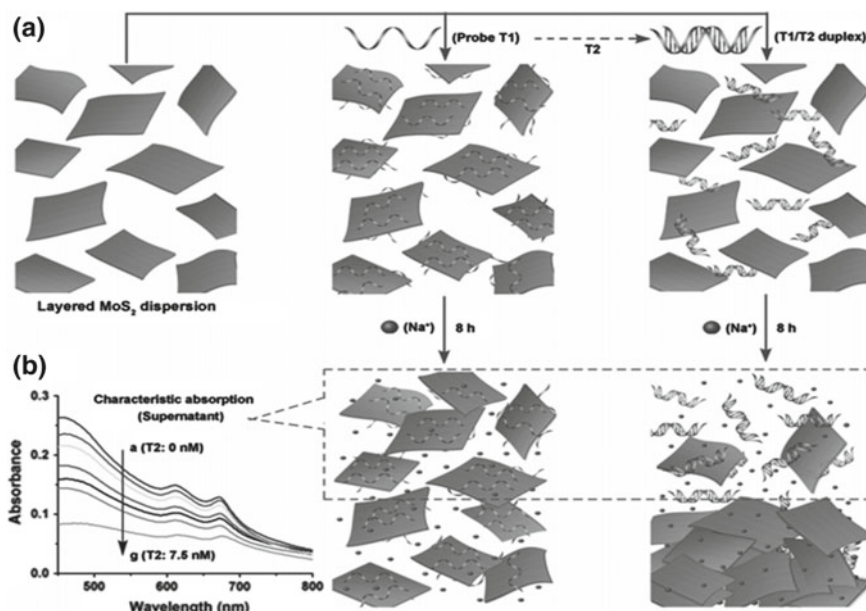 (a)
(Probe T1)
T2
(T1/T2 duplex)
Layered MoS₂ dispersion
(Na⁺)
8 h
(Na⁺)
8 h
(b)
Characteristic absorption
(Supernatant)
a (T2: 0 nM)
g (T2: 7.5 nM)
Absorbance
0.3
0.2
0.1
0.0
500
600
700
800
Wavelength (nm)